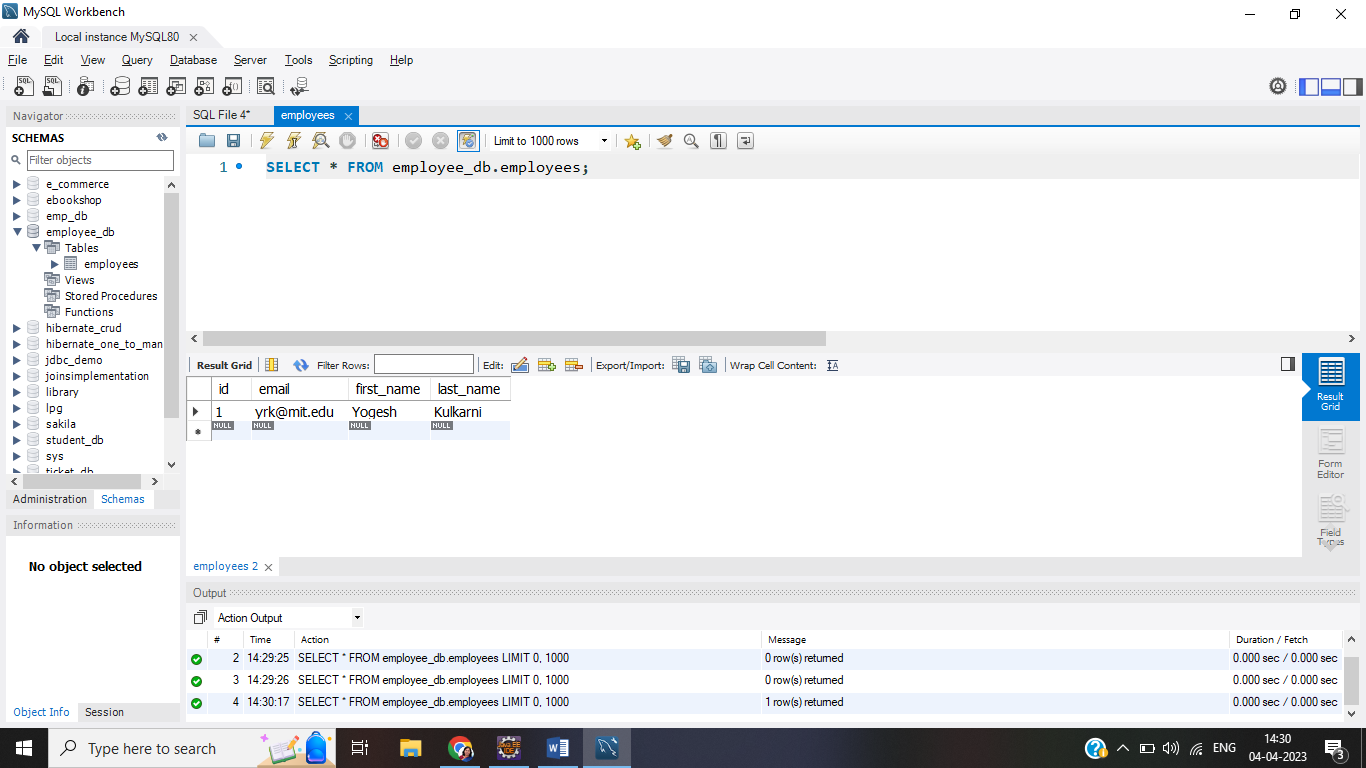 MySQL Workbench
Local instance MySQL80
File Edit View Query Database Server Tools Scripting Help
Navigator
SCHEMAS
Filter objects
e_commerce
ebookshop
emp_db
employee_db
Tables
employees
Views
Stored Procedures
Functions
hibernate_crud
hibernate_one_to_man
jdbc_demo
joinsimplementation
library
lpg
sakila
student_db
sys
ticket_db
Administration Schemas
Information
No object selected
Object Info Session
SQL File 4* employees
Limit to 1000 rows
1 SELECT * FROM employee_db.employees;
Result Grid Filter Rows: Edit: Export/Import: Wrap Cell Content:
id email first_name last_name
1 yrk@mit.edu Yogesh Kulkarni
NULL NULL NULL NULL
Result
Grid
Form
Editor
Field
Types
employees 2
Output
Action Output
# Time Action Message Duration / Fetch
2 14:29:25 SELECT * FROM employee_db.employees LIMIT 0, 1000 0 row(s) returned 0.000 sec / 0.000 sec
3 14:29:26 SELECT * FROM employee_db.employees LIMIT 0, 1000 0 row(s) returned 0.000 sec / 0.000 sec
4 14:30:17 SELECT * FROM employee_db.employees LIMIT 0, 1000 1 row(s) returned 0.000 sec / 0.000 sec
Type here to search
ENG
14:30
04-04-2023
3